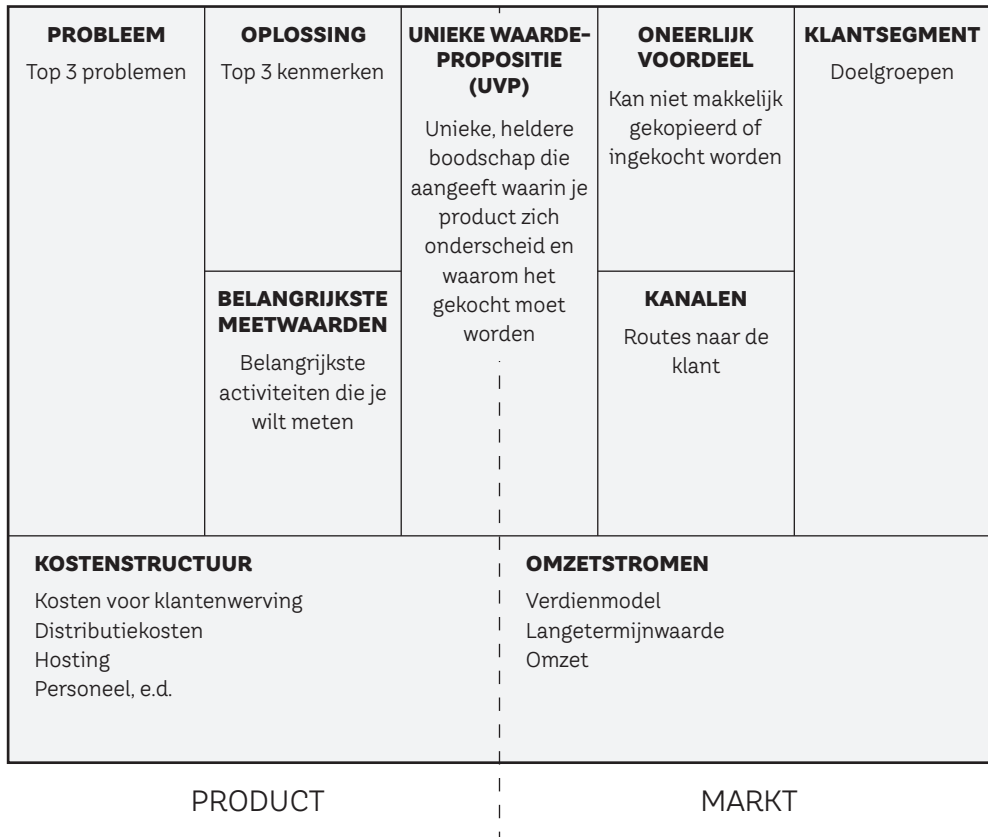 PROBLEEM
Top 3 problemen
OPLOSSING
Top 3 kenmerken
BELANGRIJKSTE
MEETWAARDEN
Belangrijkste
activiteiten die je
wilt meten
UNIEKE WAARDE-
PROPOSITIE
(UVP)
Unieke, heldere
boodschap die
aangeeft waarin je
product zich
onderscheid en
waarom het
gekocht moet
worden
ONEERLIJK
VOORDEEL
Kan niet makkelijk
gekopieerd of
ingekocht worden
KANALEN
Routes naar de
klant
KLANTSEGMENT
Doelgroepen
KOSTENSTRUCTUUR
Kosten voor klantenwerving
Distributiekosten
Hosting
Personeel, e.d.
OMZETSTROMEN
Verdienmodel
Langetermijnwaarde
Omzet
PRODUCT
MARKT